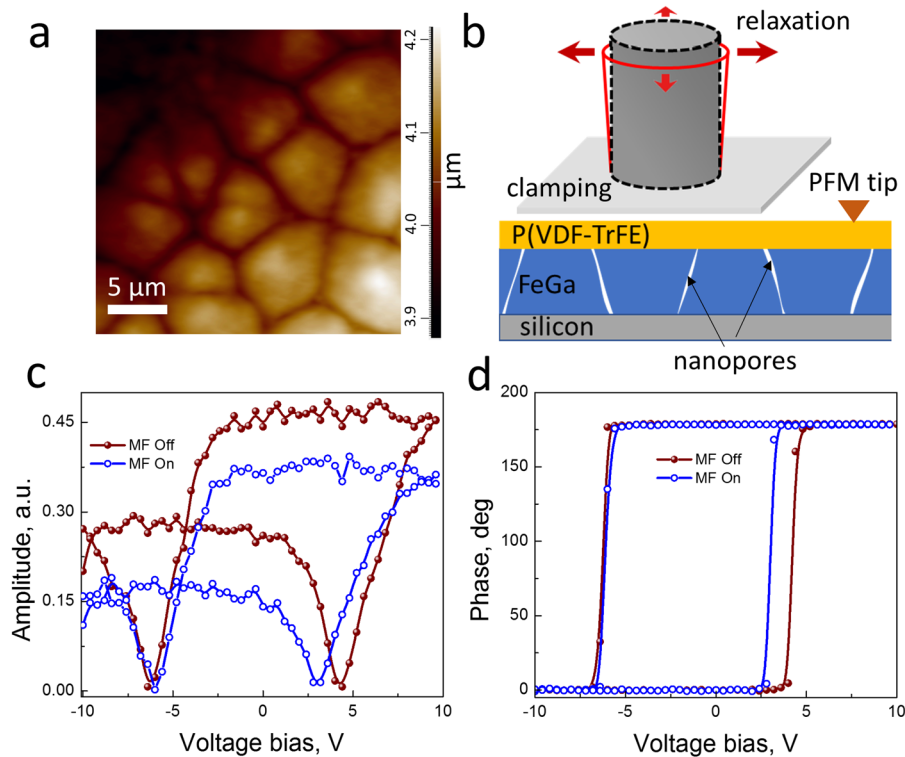 a
5 µm
4.2
4.1
4.0
3.9
µm
b
relaxation
clamping
PFM tip
P(VDF-TrFE)
FeGa
silicon
nanopores
c
0.45
0.30
0.15
0.00
Amplitude, a.u.
MF Off
MF On
-10
-5
0
5
10
Voltage bias, V
d
200
150
100
50
0
Phase, deg
MF Off
MF On
-10
-5
0
5
10
Voltage bias, V